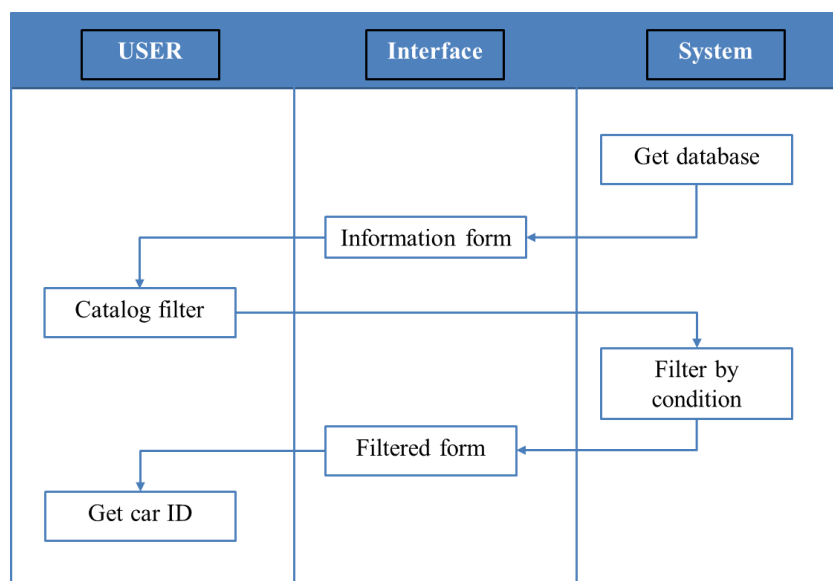 USER
Interface
System
Get database
Information form
Catalog filter
Filter by
condition
Filtered form
Get car ID